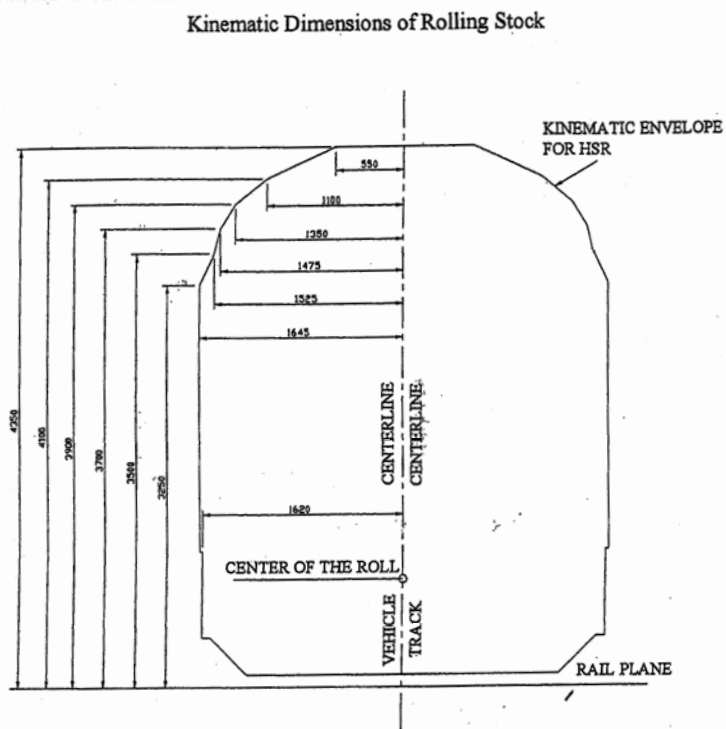 Kinematic Dimensions of Rolling Stock
KINEMATIC ENVELOPE
FOR HSR
550
1100
1350
1475
1525
1645
4350
4100
3900
3700
3500
3250
CENTERLINE
CENTERLINE
1620
CENTER OF THE ROLL
VEHICLE
TRACK
RAIL PLANE